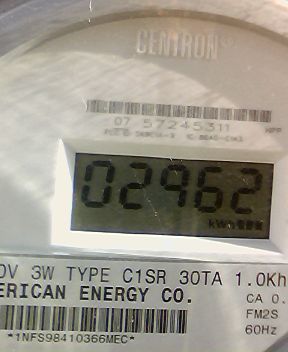 CENTRON®
07 57245311
02962
kWh
0V 3W TYPE C1SR 30TA 1.0Kh
ERICAN ENERGY CO. CA 0.
FM2S
60Hz
*1NFS98410366MEC*